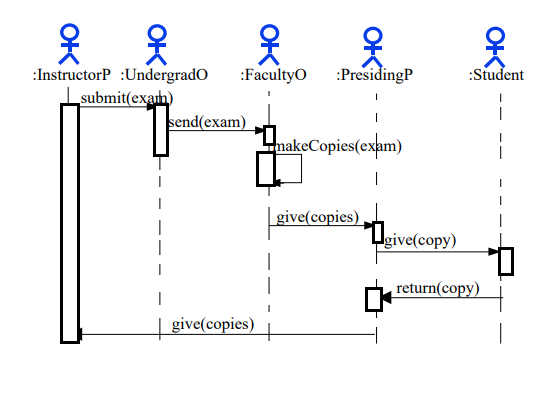 :InstructorP :UndergradO :FacultyO :PresidingP :Student
submit(exam)
send(exam)
makeCopies(exam)
give(copies)
give(copy)
return(copy)
give(copies)